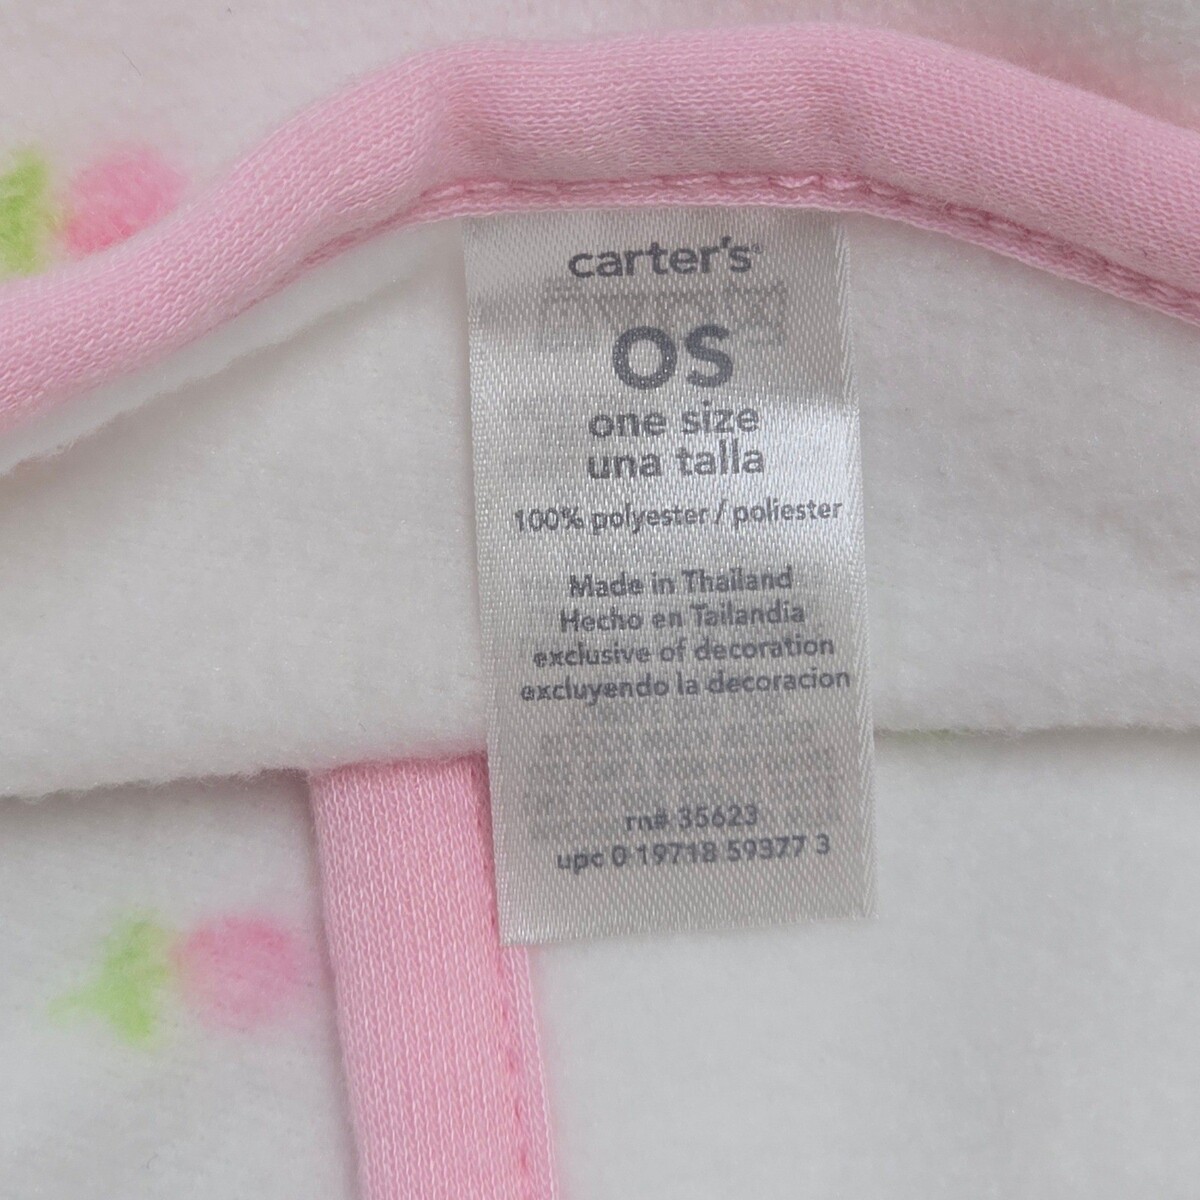 carter's
OS
one size
una talla
100% polyester / poliester
Made in Thailand
Hecho en Tailandia
exclusive of decoration
excluyendo la decoracion
rn# 35623
upc 0 19718 59377 3